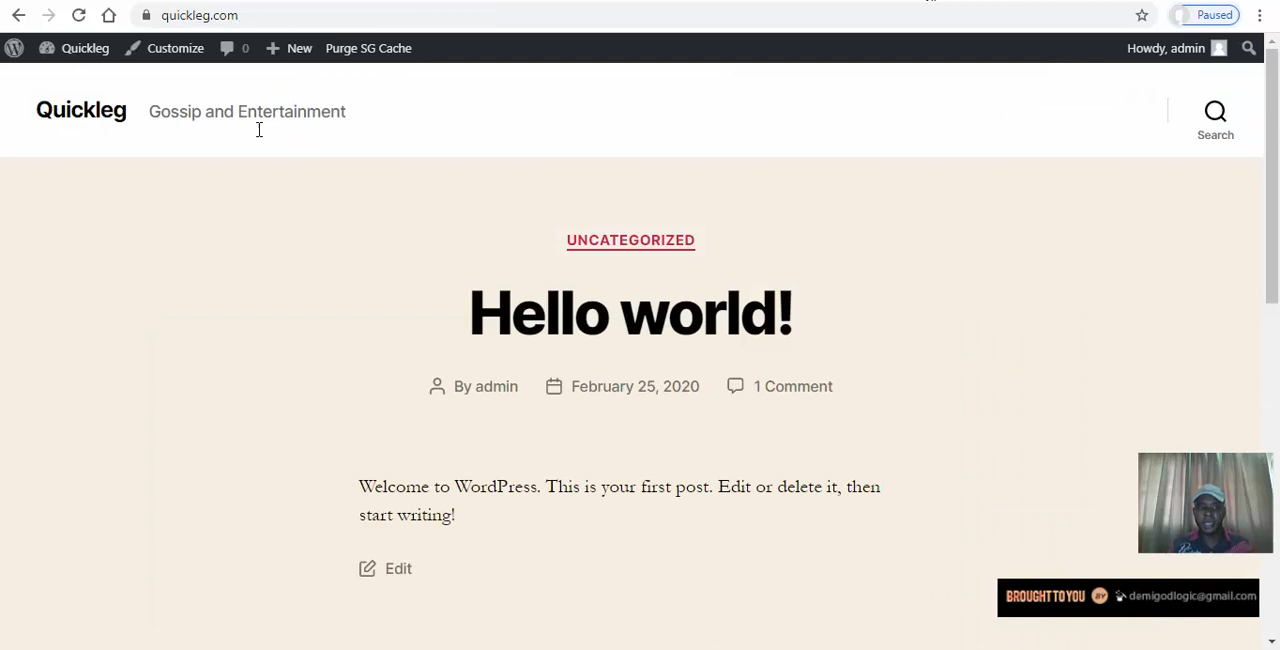 quickleg.com
Paused
Quickleg Customize 0 New Purge SG Cache
Howdy, admin
Quickleg Gossip and Entertainment
Search
UNCATEGORIZED
Hello world!
By admin February 25, 2020 1 Comment
Welcome to WordPress. This is your first post. Edit or delete it, then
start writing!
Edit
BROUGHT TO YOU BY demigodlogic@gmail.com